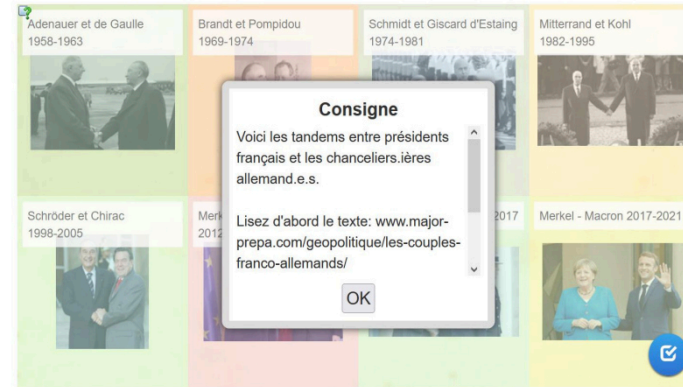 Adenauer et de Gaulle
1958-1963
Brandt et Pompidou
1969-1974
Schmidt et Giscard d'Estaing
1974-1981
Mitterrand et Kohl
1982-1995
Consigne
Voici les tandems entre présidents
français et les chanceliers.ières
allemand.e.s.
Lisez d'abord le texte: www.major-
prepa.com/geopolitique/les-couples-
franco-allemands/
OK
Schröder et Chirac
1998-2005
2012
2017
Merkel - Macron 2017-2021